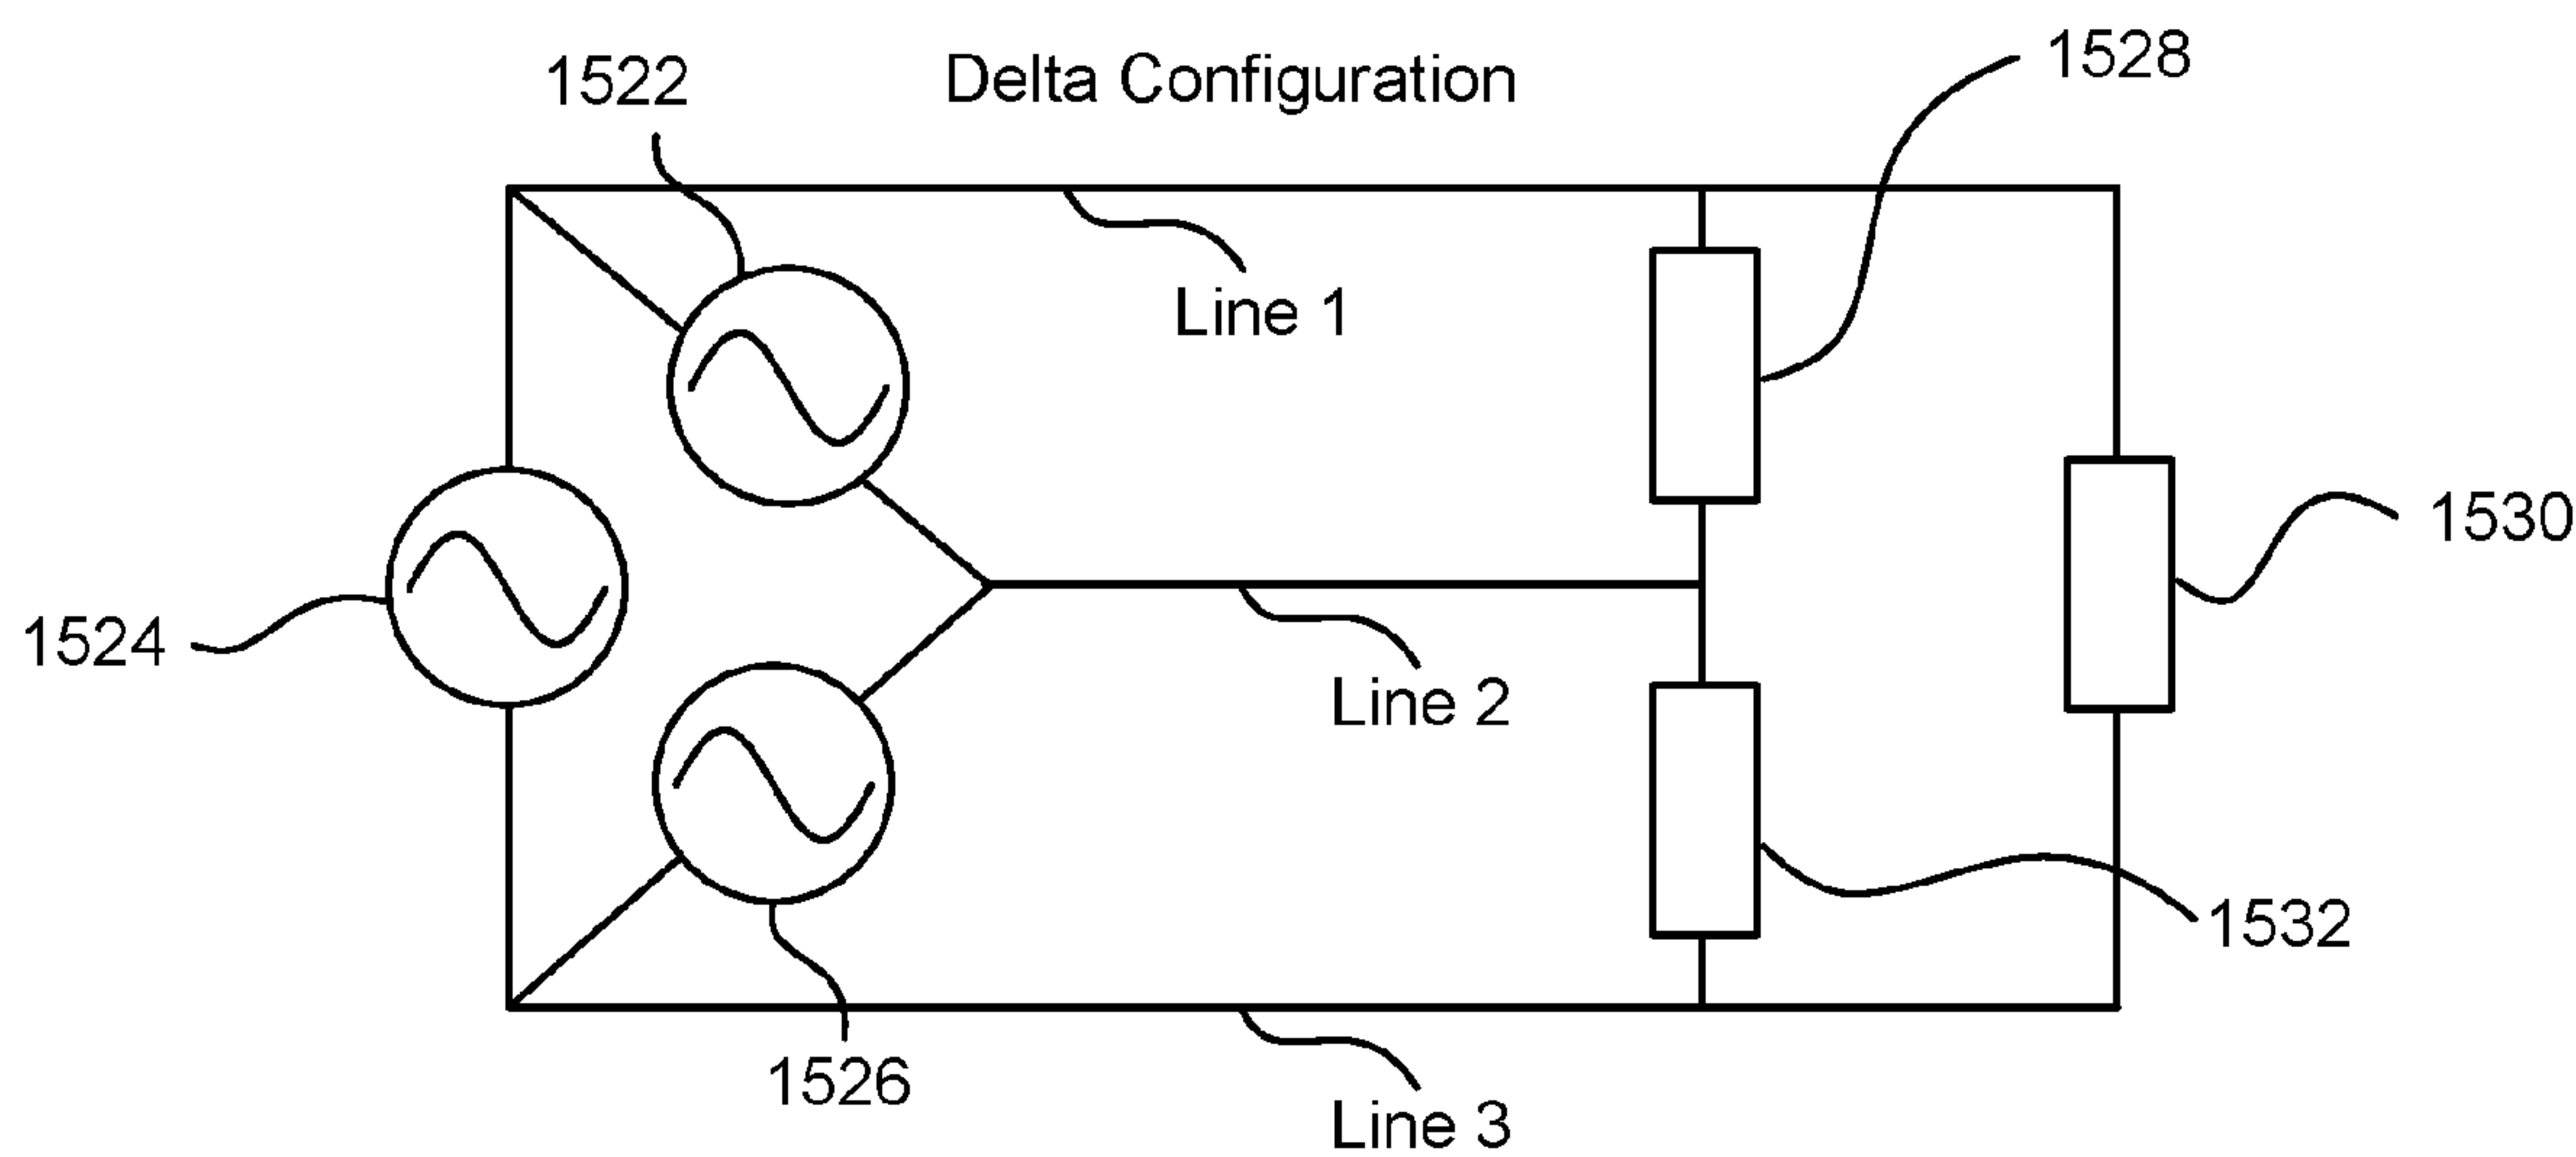 Delta Configuration
1522
1528
Line 1
1530
1524
Line 2
1532
1526
Line 3